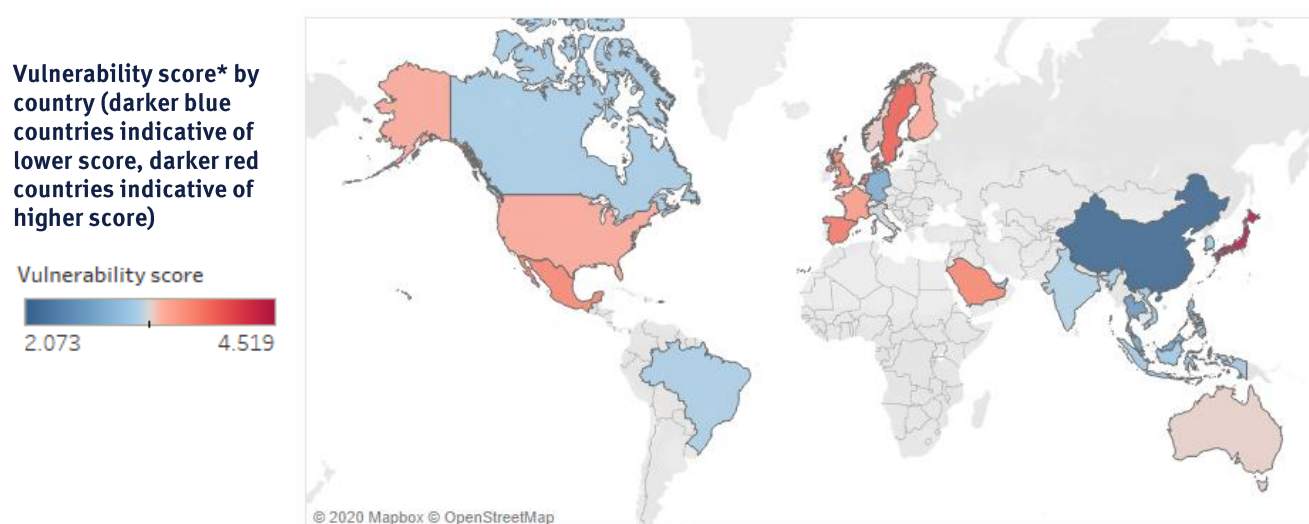 Vulnerability score* by
country (darker blue
countries indicative of
lower score, darker red
countries indicative of
higher score)
Vulnerability score
2.073 4.519
© 2020 Mapbox © OpenStreetMap